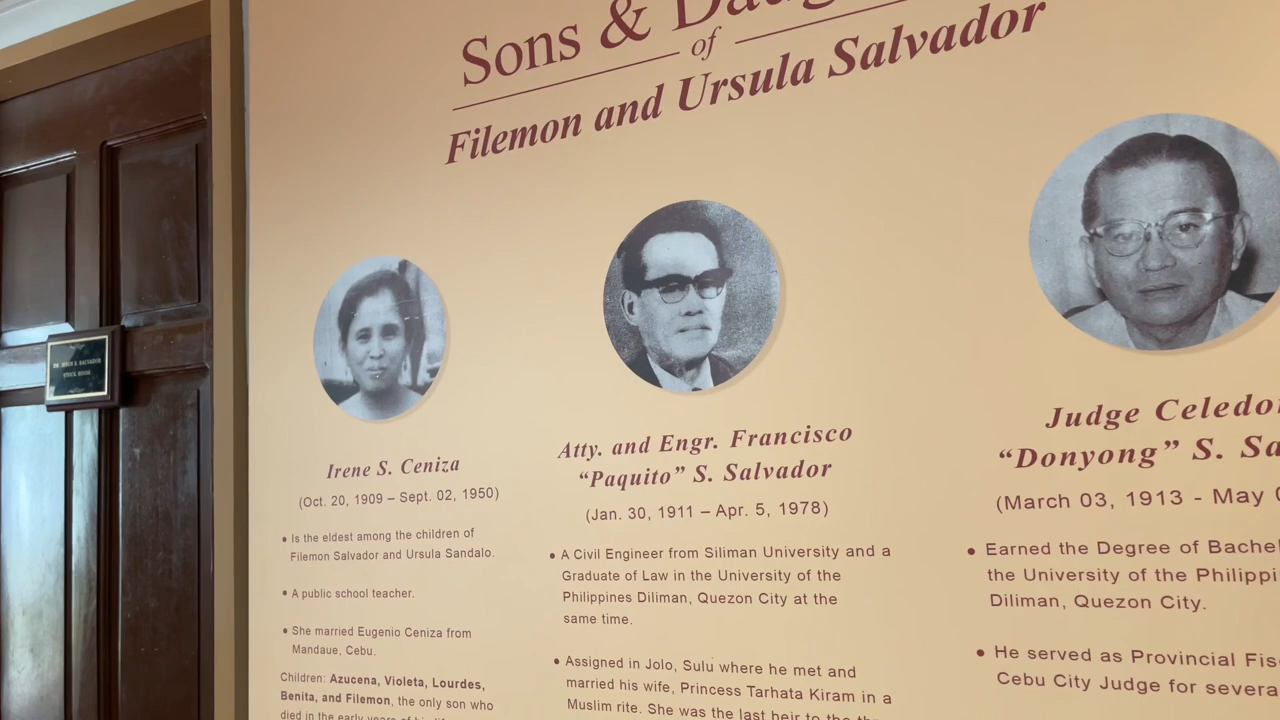 Sons & Daug
of
Filemon and Ursula Salvador
DR. JESUS S. SALVADOR
STOCK ROOM
Irene S. Ceniza
(Oct. 20, 1909 – Sept. 02, 1950)
• Is the eldest among the children of
Filemon Salvador and Ursula Sandalo.
• A public school teacher.
• She married Eugenio Ceniza from
Mandaue, Cebu.
Children: Azucena, Violeta, Lourdes,
Benita, and Filemon, the only son who
died in the early years of his
Atty. and Engr. Francisco
“Paquito” S. Salvador
(Jan. 30, 1911 – Apr. 5, 1978)
• A Civil Engineer from Siliman University and a
Graduate of Law in the University of the
Philippines Diliman, Quezon City at the
same time.
• Assigned in Jolo, Sulu where he met and
married his wife, Princess Tarhata Kiram in a
Muslim rite. She was the last heir to the
Judge Celedo
“Donyong” S. Sa
(March 03, 1913 - May
• Earned the Degree of Bachel
the University of the Philippi
Diliman, Quezon City.
• He served as Provincial Fis
Cebu City Judge for severa